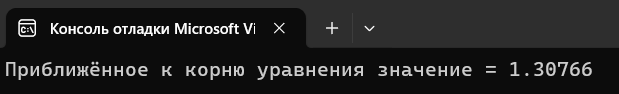 Консоль отладки Microsoft Vi
Приближённое к корню уравнения значение = 1.30766